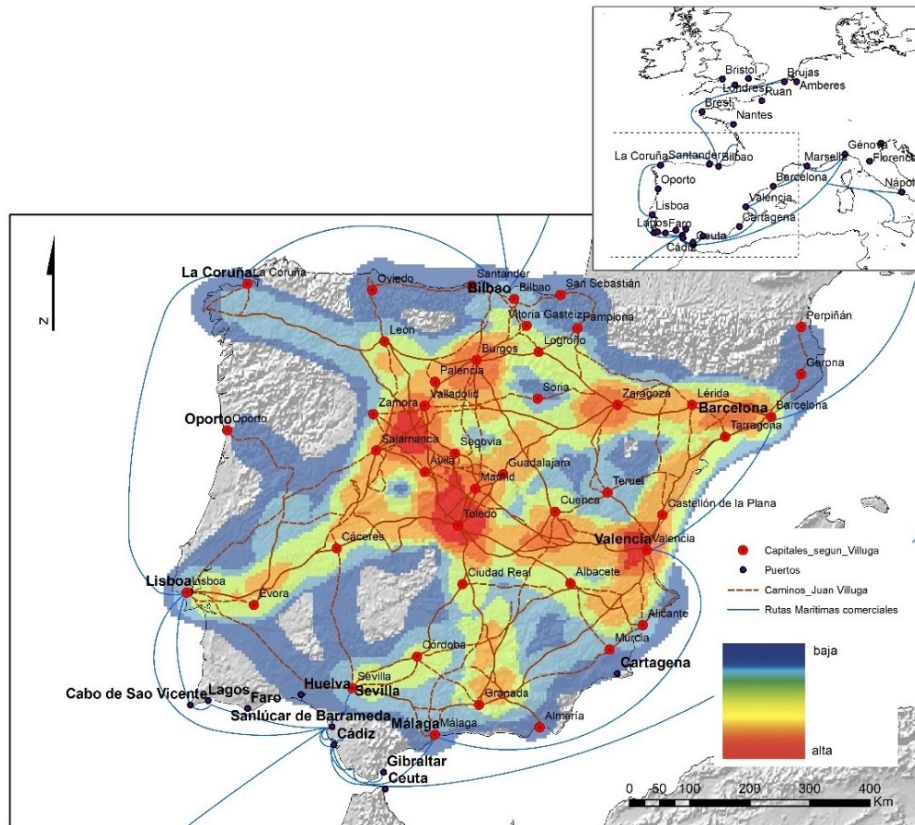 Bristol
Brujas
Londres
Amberes
Ruan
Brest
Nantes
Génova
La Coruña
Santander
Bilbao
Marsella
Florencia
Oporto
Barcelona
Nápol
Lisboa
Valencia
Lagos
Faro
Cartagena
Cádiz
Ceuta
N
La Coruña
La Coruña
Oviedo
Santander
Bilbao
Bilbao
San Sebastián
Vitoria Gasteiz
Pamplona
Perpiñán
León
Burgos
Logroño
Gerona
Palencia
Soria
Zaragoza
Lérida
Zamora
Valladolid
Barcelona
Barcelona
Oporto
Oporto
Tarragona
Salamanca
Segovia
Ávila
Guadalajara
Madrid
Teruel
Cuenca
Castellón de la Plana
Toledo
Valencia
Valencia
Cáceres
Lisboa
Lisboa
Évora
Ciudad Real
Albacete
Alicante
Córdoba
Murcia
Cartagena
Huelva
Sevilla
Sevilla
Cabo de Sao Vicente
Lagos
Faro
Granada
Sanlúcar de Barrameda
Málaga
Málaga
Almería
Cádiz
Gibraltar
Ceuta
Capitales_segun_Villuga
Puertos
Caminos_Juan Villuga
Rutas Maritimas comerciales
baja
alta
0 50 100 200 300 400
Km